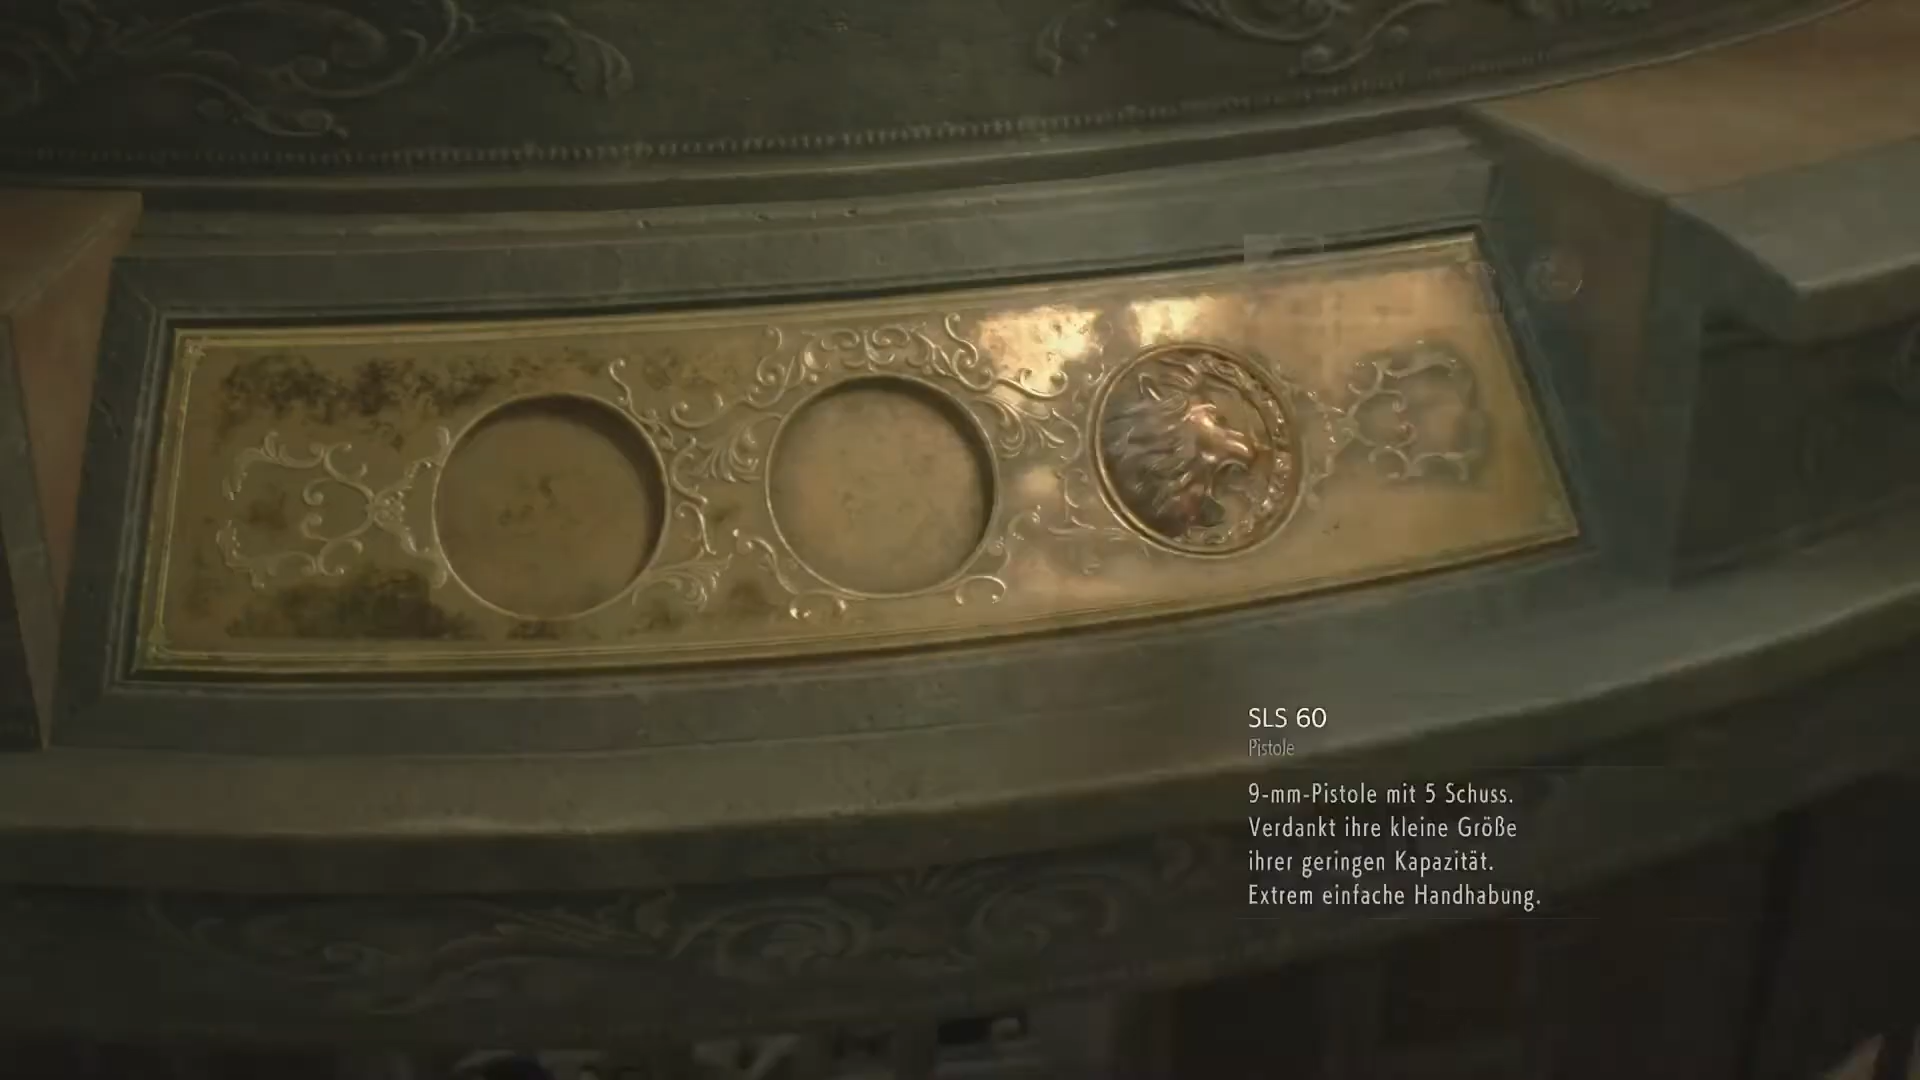 SLS 60
Pistole
9-mm-Pistole mit 5 Schuss.
Verdankt ihre kleine Größe
ihrer geringen Kapazität.
Extrem einfache Handhabung.